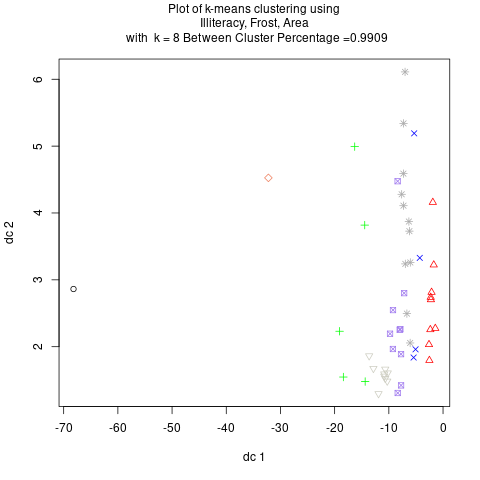 Plot of k-means clustering using
Illiteracy, Frost, Area
with  k = 8 Between Cluster Percentage =0.9909
6
5
4
3
2
dc 2
-70 -60 -50 -40 -30 -20 -10 0
dc 1